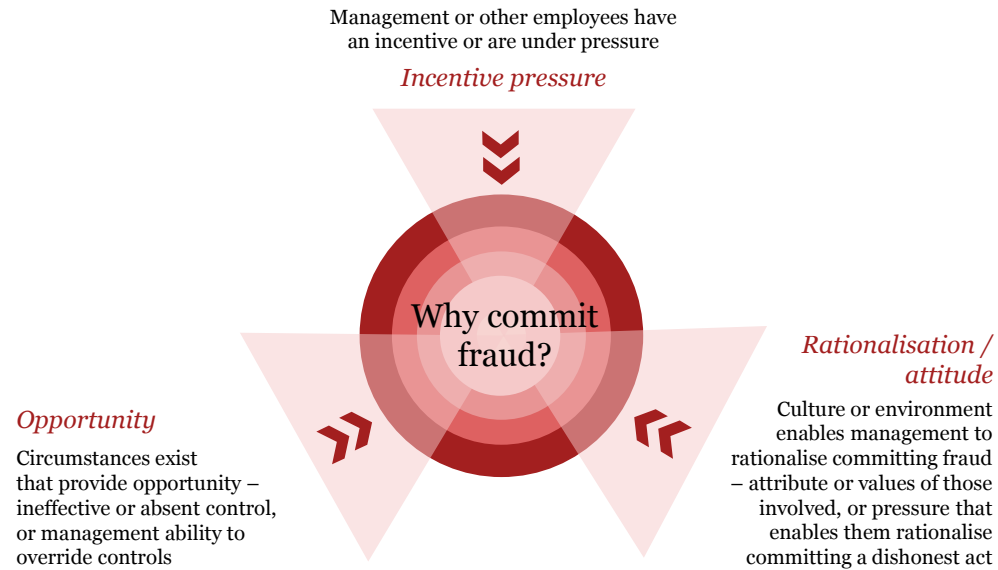 Management or other employees have
an incentive or are under pressure
Incentive pressure
Why commit
fraud?
Opportunity
Circumstances exist
that provide opportunity –
ineffective or absent control,
or management ability to
override controls
Rationalisation /
attitude
Culture or environment
enables management to
rationalise committing fraud
– attribute or values of those
involved, or pressure that
enables them rationalise
committing a dishonest act